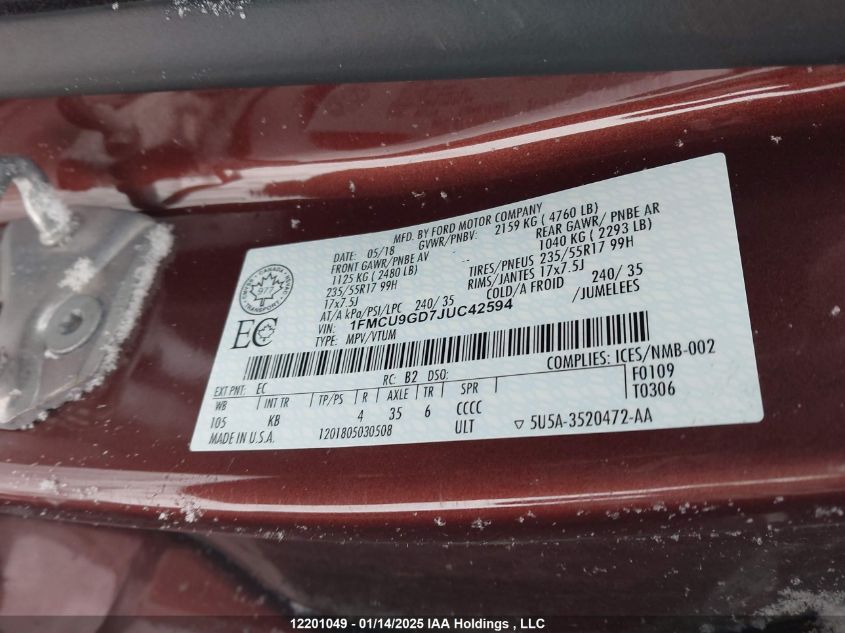 MFD. BY FORD MOTOR COMPANY
DATE: 05/18 GVWR/PNBV: 2159 KG ( 4760 LB)
FRONT GAWR/PNBE AV REAR GAWR/ PNBE AR
1125 KG ( 2480 LB) 1040 KG ( 2293 LB)
235/55R17 99H TIRES/PNEUS 235/55R17 99H
17x7.5J RIMS/JANTES 17x7.5J
AT/A kPa/PSI/LPC 240/ 35 COLD/A FROID 240/ 35
VIN: 1FMCU9GD7JUC42594 /JUMELEES
TYPE: MPV/VTUM
CANADA
977
TRANSPORT
EC
COMPLIES: ICES/NMB-002
EXT PNT: EC RC: B2 DSO: F0109
WB INT TR TP/PS R AXLE TR SPR T0306
105 KB 4 35 6 CCCC
MADE IN U.S.A. 1201805030508 ULT ▽ 5U5A-3520472-AA
12201049 - 01/14/2025 IAA Holdings , LLC